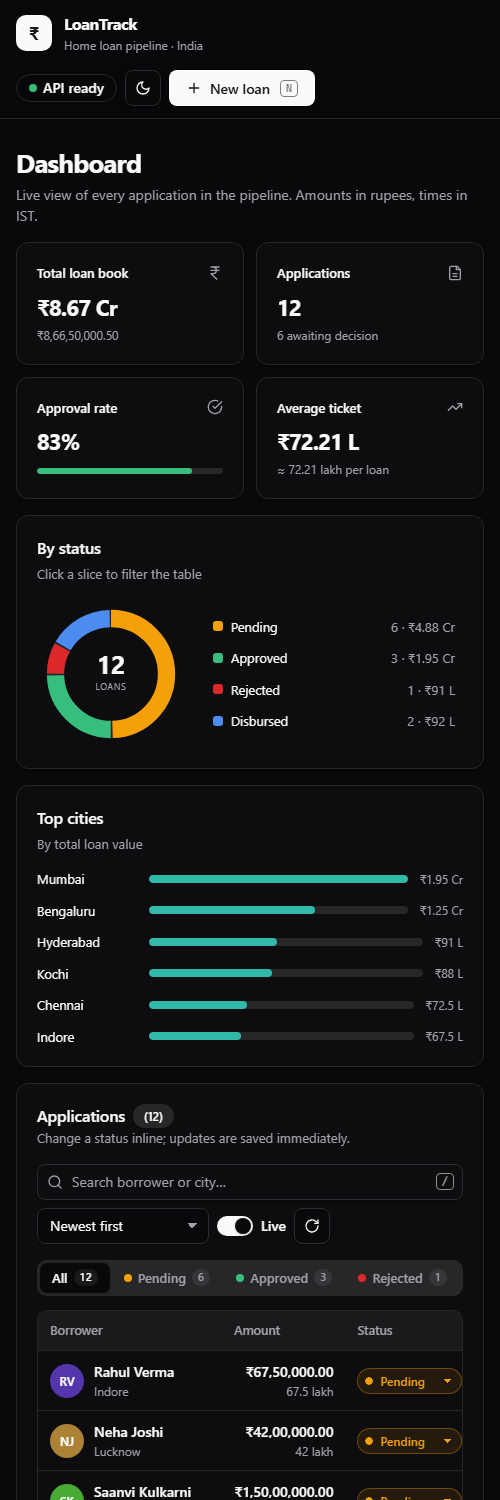 ₹
LoanTrack
Home loan pipeline · India
API ready
New loan N
Dashboard
Live view of every application in the pipeline. Amounts in rupees, times in
IST.
Total loan book ₹
₹8.67 Cr
₹8,66,50,000.50
Applications
12
6 awaiting decision
Approval rate
83%
Average ticket
₹72.21 L
≈ 72.21 lakh per loan
By status
Click a slice to filter the table
12
LOANS
Pending 6 · ₹4.88 Cr
Approved 3 · ₹1.95 Cr
Rejected 1 · ₹91 L
Disbursed 2 · ₹92 L
Top cities
By total loan value
Mumbai ₹1.95 Cr
Bengaluru ₹1.25 Cr
Hyderabad ₹91 L
Kochi ₹88 L
Chennai ₹72.5 L
Indore ₹67.5 L
Applications (12)
Change a status inline; updates are saved immediately.
Search borrower or city... /
Newest first Live
All 12 Pending 6 Approved 3 Rejected 1
Borrower Amount Status
RV Rahul Verma ₹67,50,000.00 Pending
Indore 67.5 lakh
NJ Neha Joshi ₹42,00,000.00 Pending
Lucknow 42 lakh
SK Saanvi Kulkarni ₹1,50,00,000.00 Pending